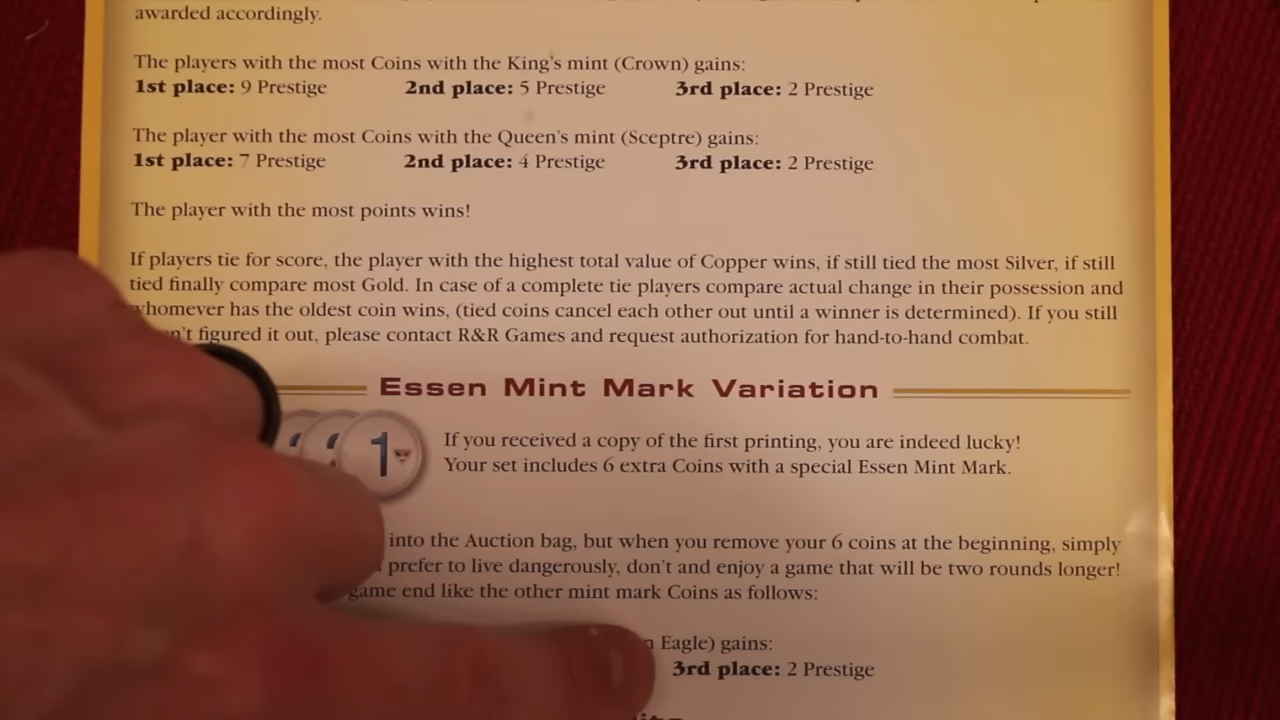 awarded accordingly.
The players with the most Coins with the King's mint (Crown) gains:
1st place: 9 Prestige 2nd place: 5 Prestige 3rd place: 2 Prestige
The player with the most Coins with the Queen's mint (Sceptre) gains:
1st place: 7 Prestige 2nd place: 4 Prestige 3rd place: 2 Prestige
The player with the most points wins!
If players tie for score, the player with the highest total value of Copper wins, if still tied the most Silver, if still
tied finally compare most Gold. In case of a complete tie players compare actual change in their possession and
whomever has the oldest coin wins, (tied coins cancel each other out until a winner is determined). If you still
figured it out, please contact R&R Games and request authorization for hand-to-hand combat.
Essen Mint Mark Variation
1
If you received a copy of the first printing, you are indeed lucky!
Your set includes 6 extra Coins with a special Essen Mint Mark.
into the Auction bag, but when you remove your 6 coins at the beginning, simply
prefer to live dangerously, don't and enjoy a game that will be two rounds longer!
game end like the other mint mark Coins as follows:
Eagle) gains:
3rd place: 2 Prestige